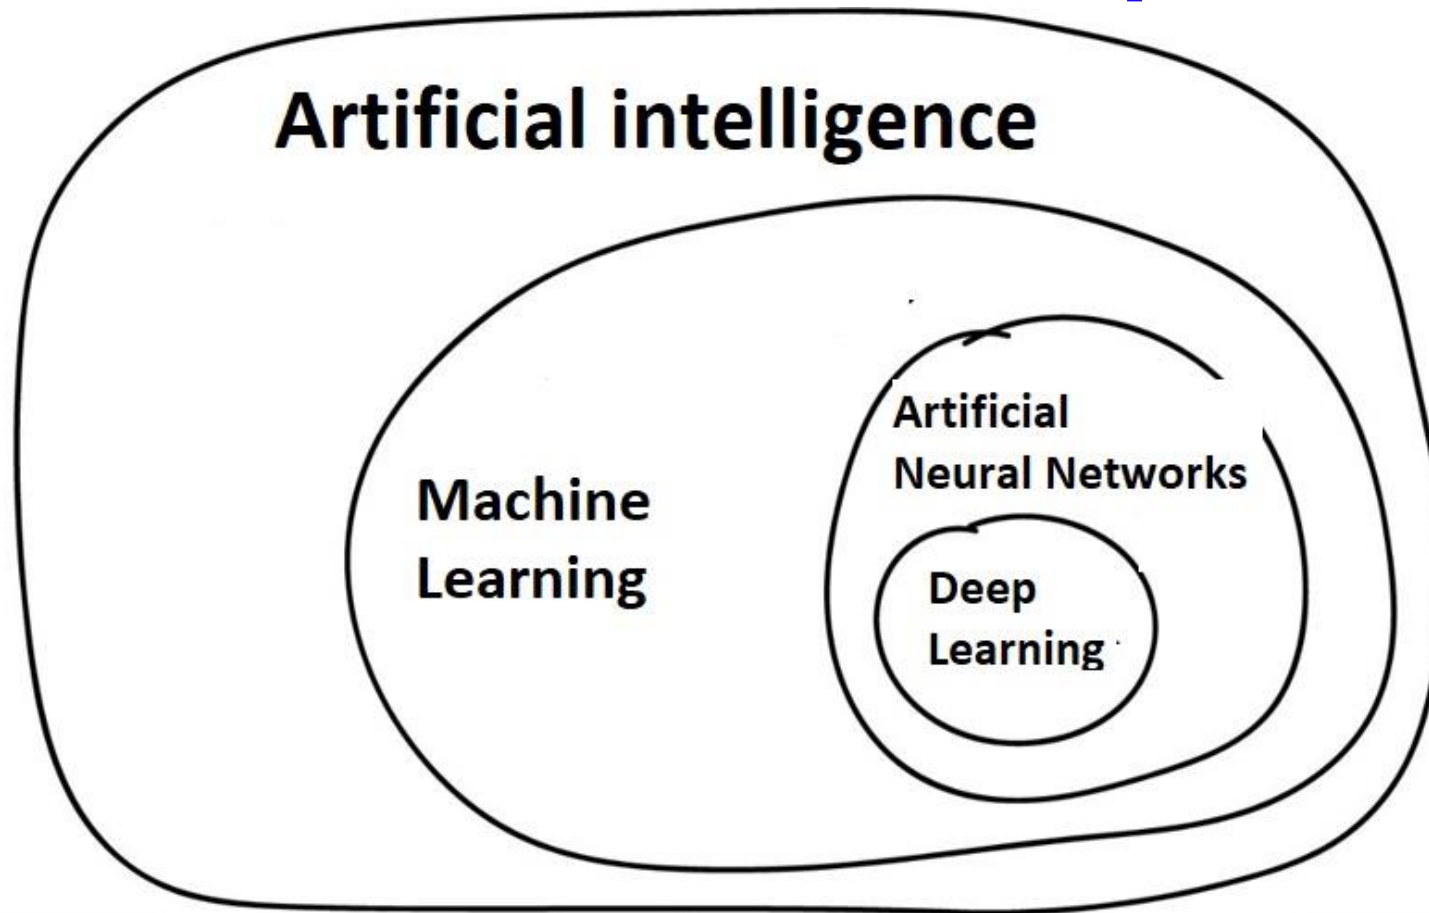 Artificial intelligence
Machine
Learning
Artificial
Neural Networks
Deep
Learning